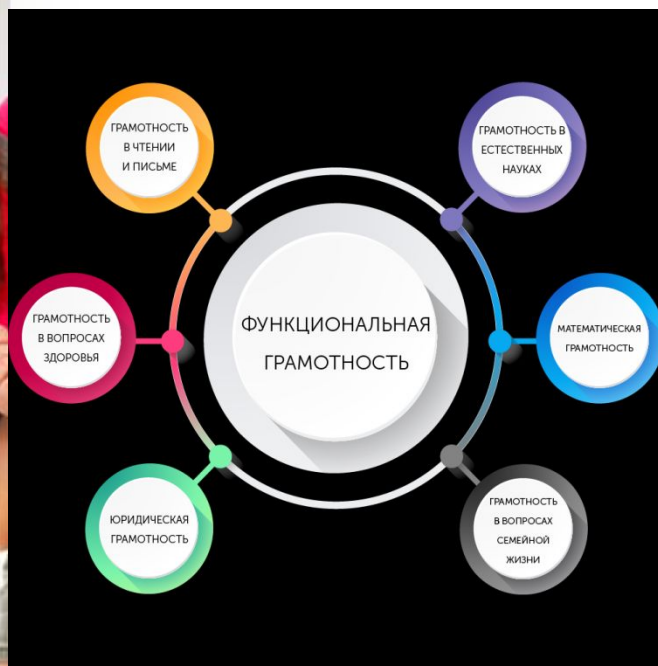 ГРАМОТНОСТЬ
В ЧТЕНИИ
И ПИСЬМЕ
ГРАМОТНОСТЬ В
ЕСТЕСТВЕННЫХ
НАУКАХ
ФУНКЦИОНАЛЬНАЯ
ГРАМОТНОСТЬ
ГРАМОТНОСТЬ
В ВОПРОСАХ
ЗДОРОВЬЯ
МАТЕМАТИЧЕСКАЯ
ГРАМОТНОСТЬ
ЮРИДИЧЕСКАЯ
ГРАМОТНОСТЬ
ГРАМОТНОСТЬ
В ВОПРОСАХ
СЕМЕЙНОЙ
ЖИЗНИ